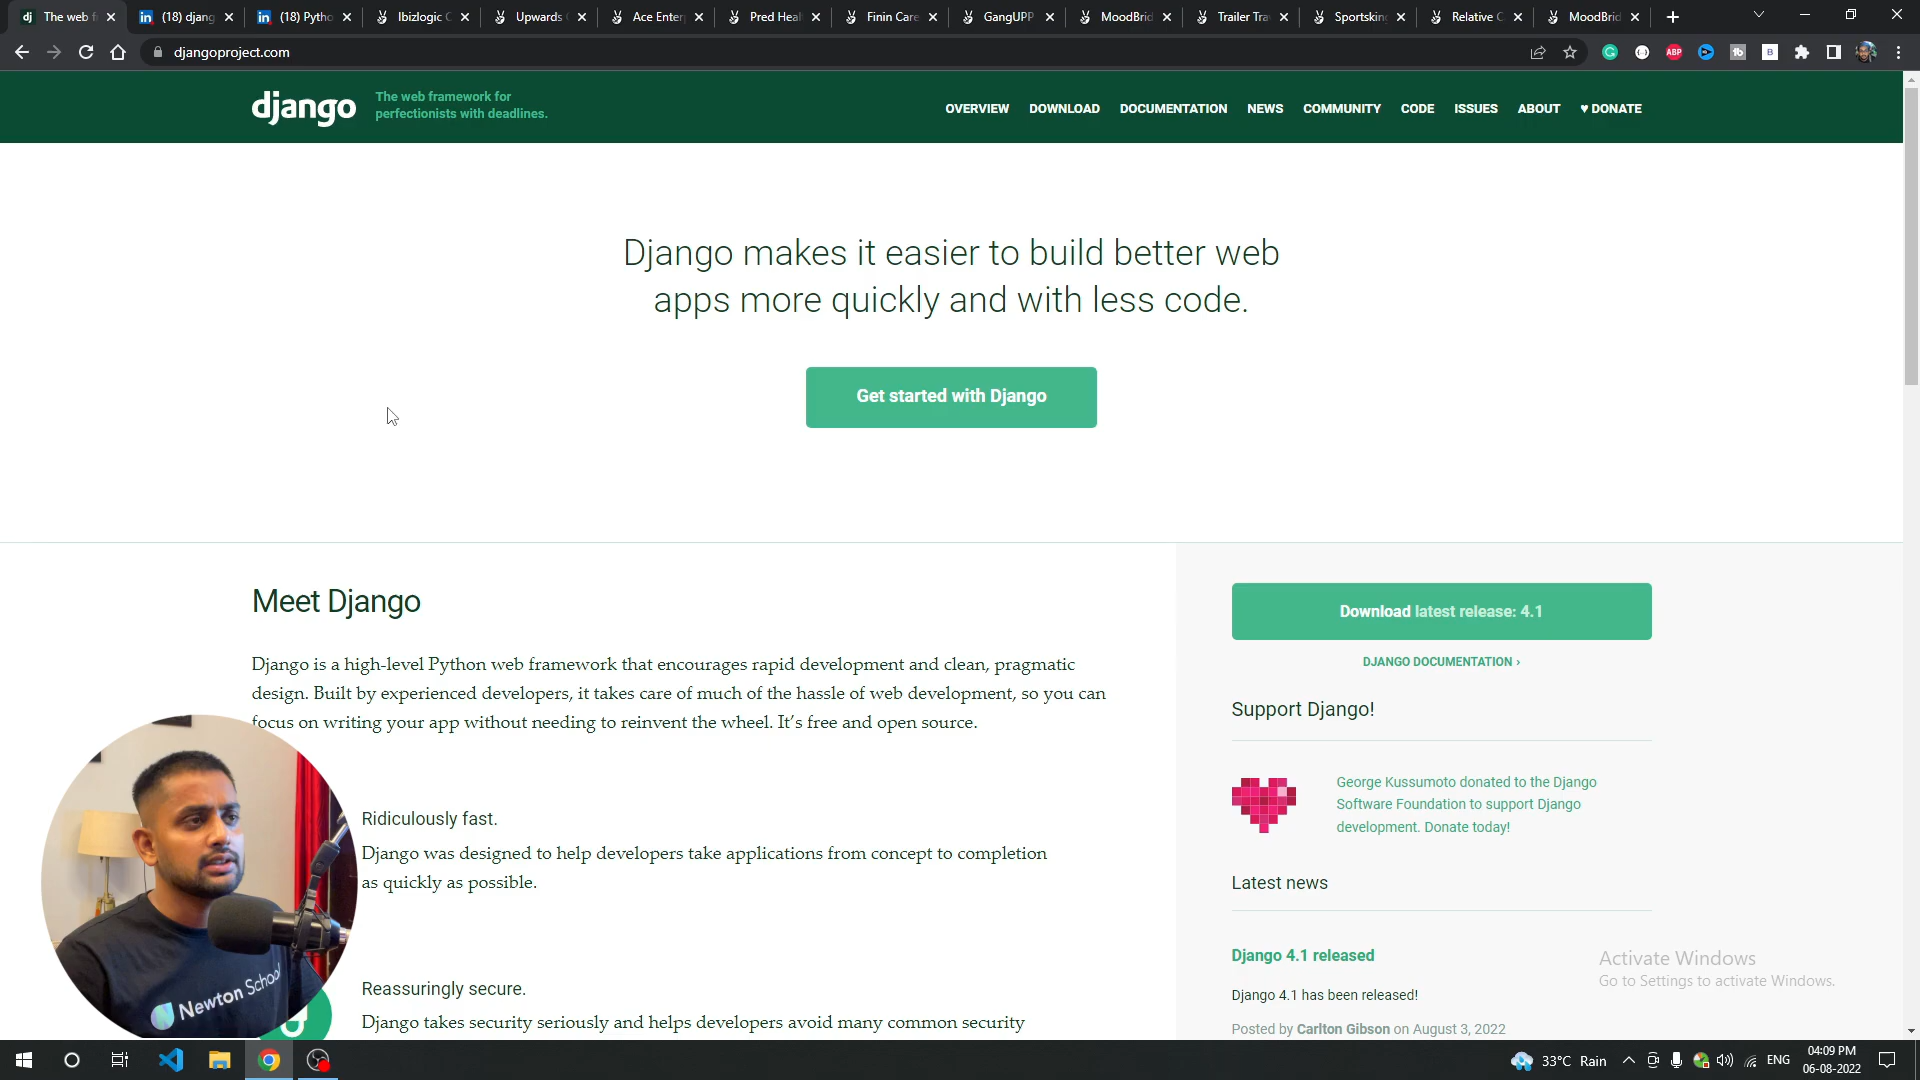 The web f
(18) djang
(18) Pytho
Ibizlogic C
Upwards
Ace Enter
Pred Heal
Finin Care
GangUPP
MoodBrid
Trailer Tra
Sportskin
Relative C
MoodBrid
djangoproject.com
django
The web framework for
perfectionists with deadlines.
OVERVIEW DOWNLOAD DOCUMENTATION NEWS COMMUNITY CODE ISSUES ABOUT ♥ DONATE
Django makes it easier to build better web
apps more quickly and with less code.
Get started with Django
Meet Django
Django is a high-level Python web framework that encourages rapid development and clean, pragmatic
design. Built by experienced developers, it takes care of much of the hassle of web development, so you can
focus on writing your app without needing to reinvent the wheel. It's free and open source.
Ridiculously fast.
Django was designed to help developers take applications from concept to completion
as quickly as possible.
Reassuringly secure.
Django takes security seriously and helps developers avoid many common security
Download latest release: 4.1
DJANGO DOCUMENTATION ›
Support Django!
George Kussumoto donated to the Django
Software Foundation to support Django
development. Donate today!
Latest news
Django 4.1 released
Django 4.1 has been released!
Posted by Carlton Gibson on August 3, 2022
Activate Windows
Go to Settings to activate Windows.
Newton School
33°C Rain
ENG
04:09 PM
06-08-2022